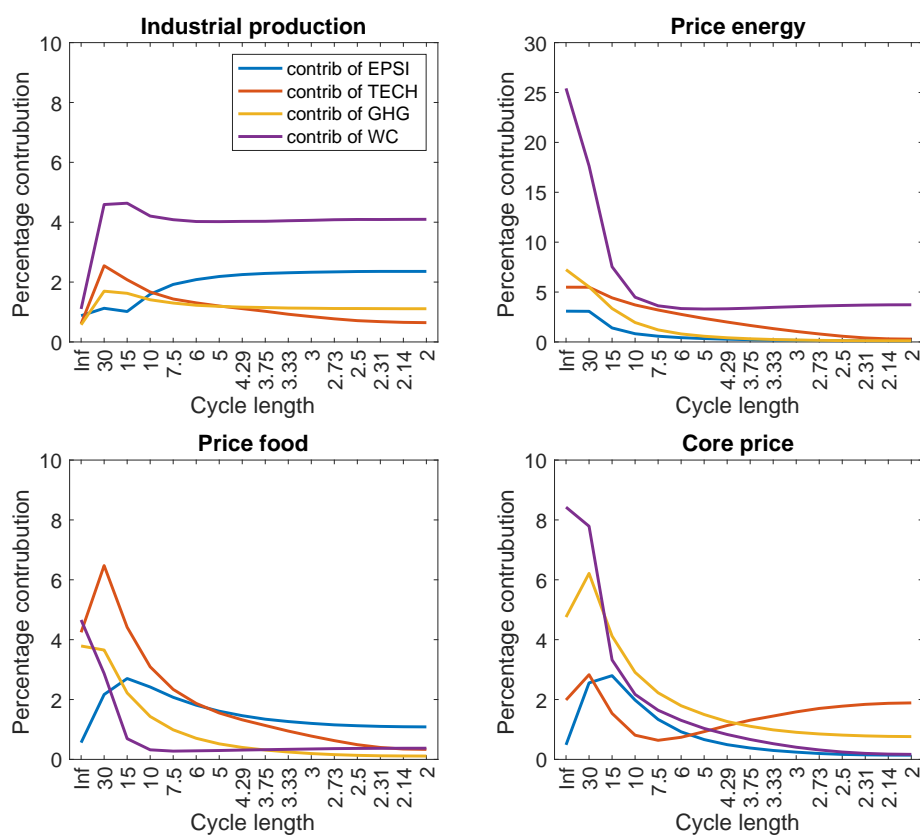 Industrial production
10
8
6
4
2
0
Percentage contrubution
contrib of EPSI
contrib of TECH
contrib of GHG
contrib of WC
Inf 30 15 10 7.5 6 5 4.29 3.75 3.33 3 2.73 2.5 2.31 2.14 2
Cycle length
Price energy
30
25
20
15
10
5
0
Percentage contrubution
Inf 30 15 10 7.5 6 5 4.29 3.75 3.33 3 2.73 2.5 2.31 2.14 2
Cycle length
Price food
10
8
6
4
2
0
Percentage contrubution
Inf 30 15 10 7.5 6 5 4.29 3.75 3.33 3 2.73 2.5 2.31 2.14 2
Cycle length
Core price
10
8
6
4
2
0
Percentage contrubution
Inf 30 15 10 7.5 6 5 4.29 3.75 3.33 3 2.73 2.5 2.31 2.14 2
Cycle length